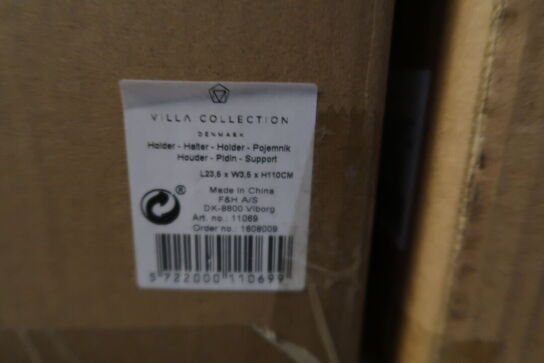 VILLA COLLECTION
DENMARK
Holder - Halter - Holder - Pojemnik
Houder - Pidin - Support
L23,5 x W3,5 x H110CM
Made in China
F&H A/S
DK-8800 Viborg
Art. no.: 11069
Order no.: 1808009
5 722000 110699